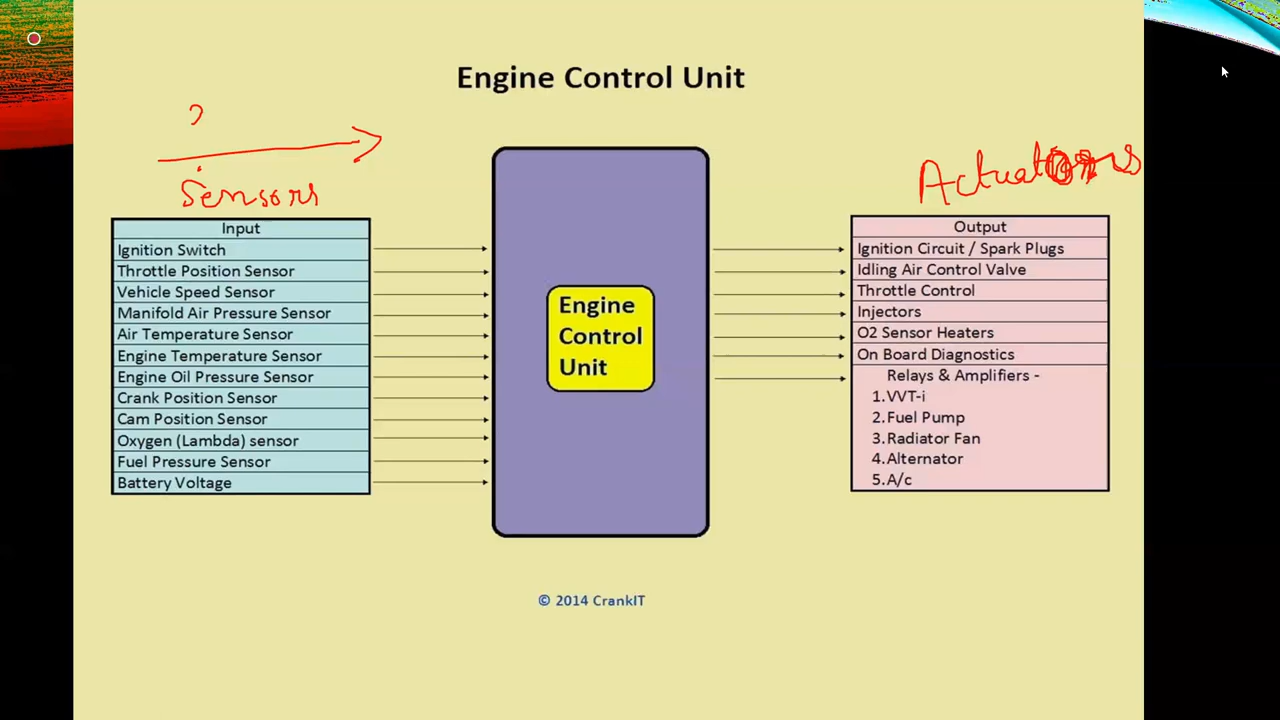 Engine Control Unit
?
Sensors
Actuators
Input
Ignition Switch
Throttle Position Sensor
Vehicle Speed Sensor
Manifold Air Pressure Sensor
Air Temperature Sensor
Engine Temperature Sensor
Engine Oil Pressure Sensor
Crank Position Sensor
Cam Position Sensor
Oxygen (Lambda) sensor
Fuel Pressure Sensor
Battery Voltage
Engine
Control
Unit
Output
Ignition Circuit / Spark Plugs
Idling Air Control Valve
Throttle Control
Injectors
O2 Sensor Heaters
On Board Diagnostics
Relays & Amplifiers -
1.VVT-i
2.Fuel Pump
3.Radiator Fan
4.Alternator
5.A/c
© 2014 CrankIT